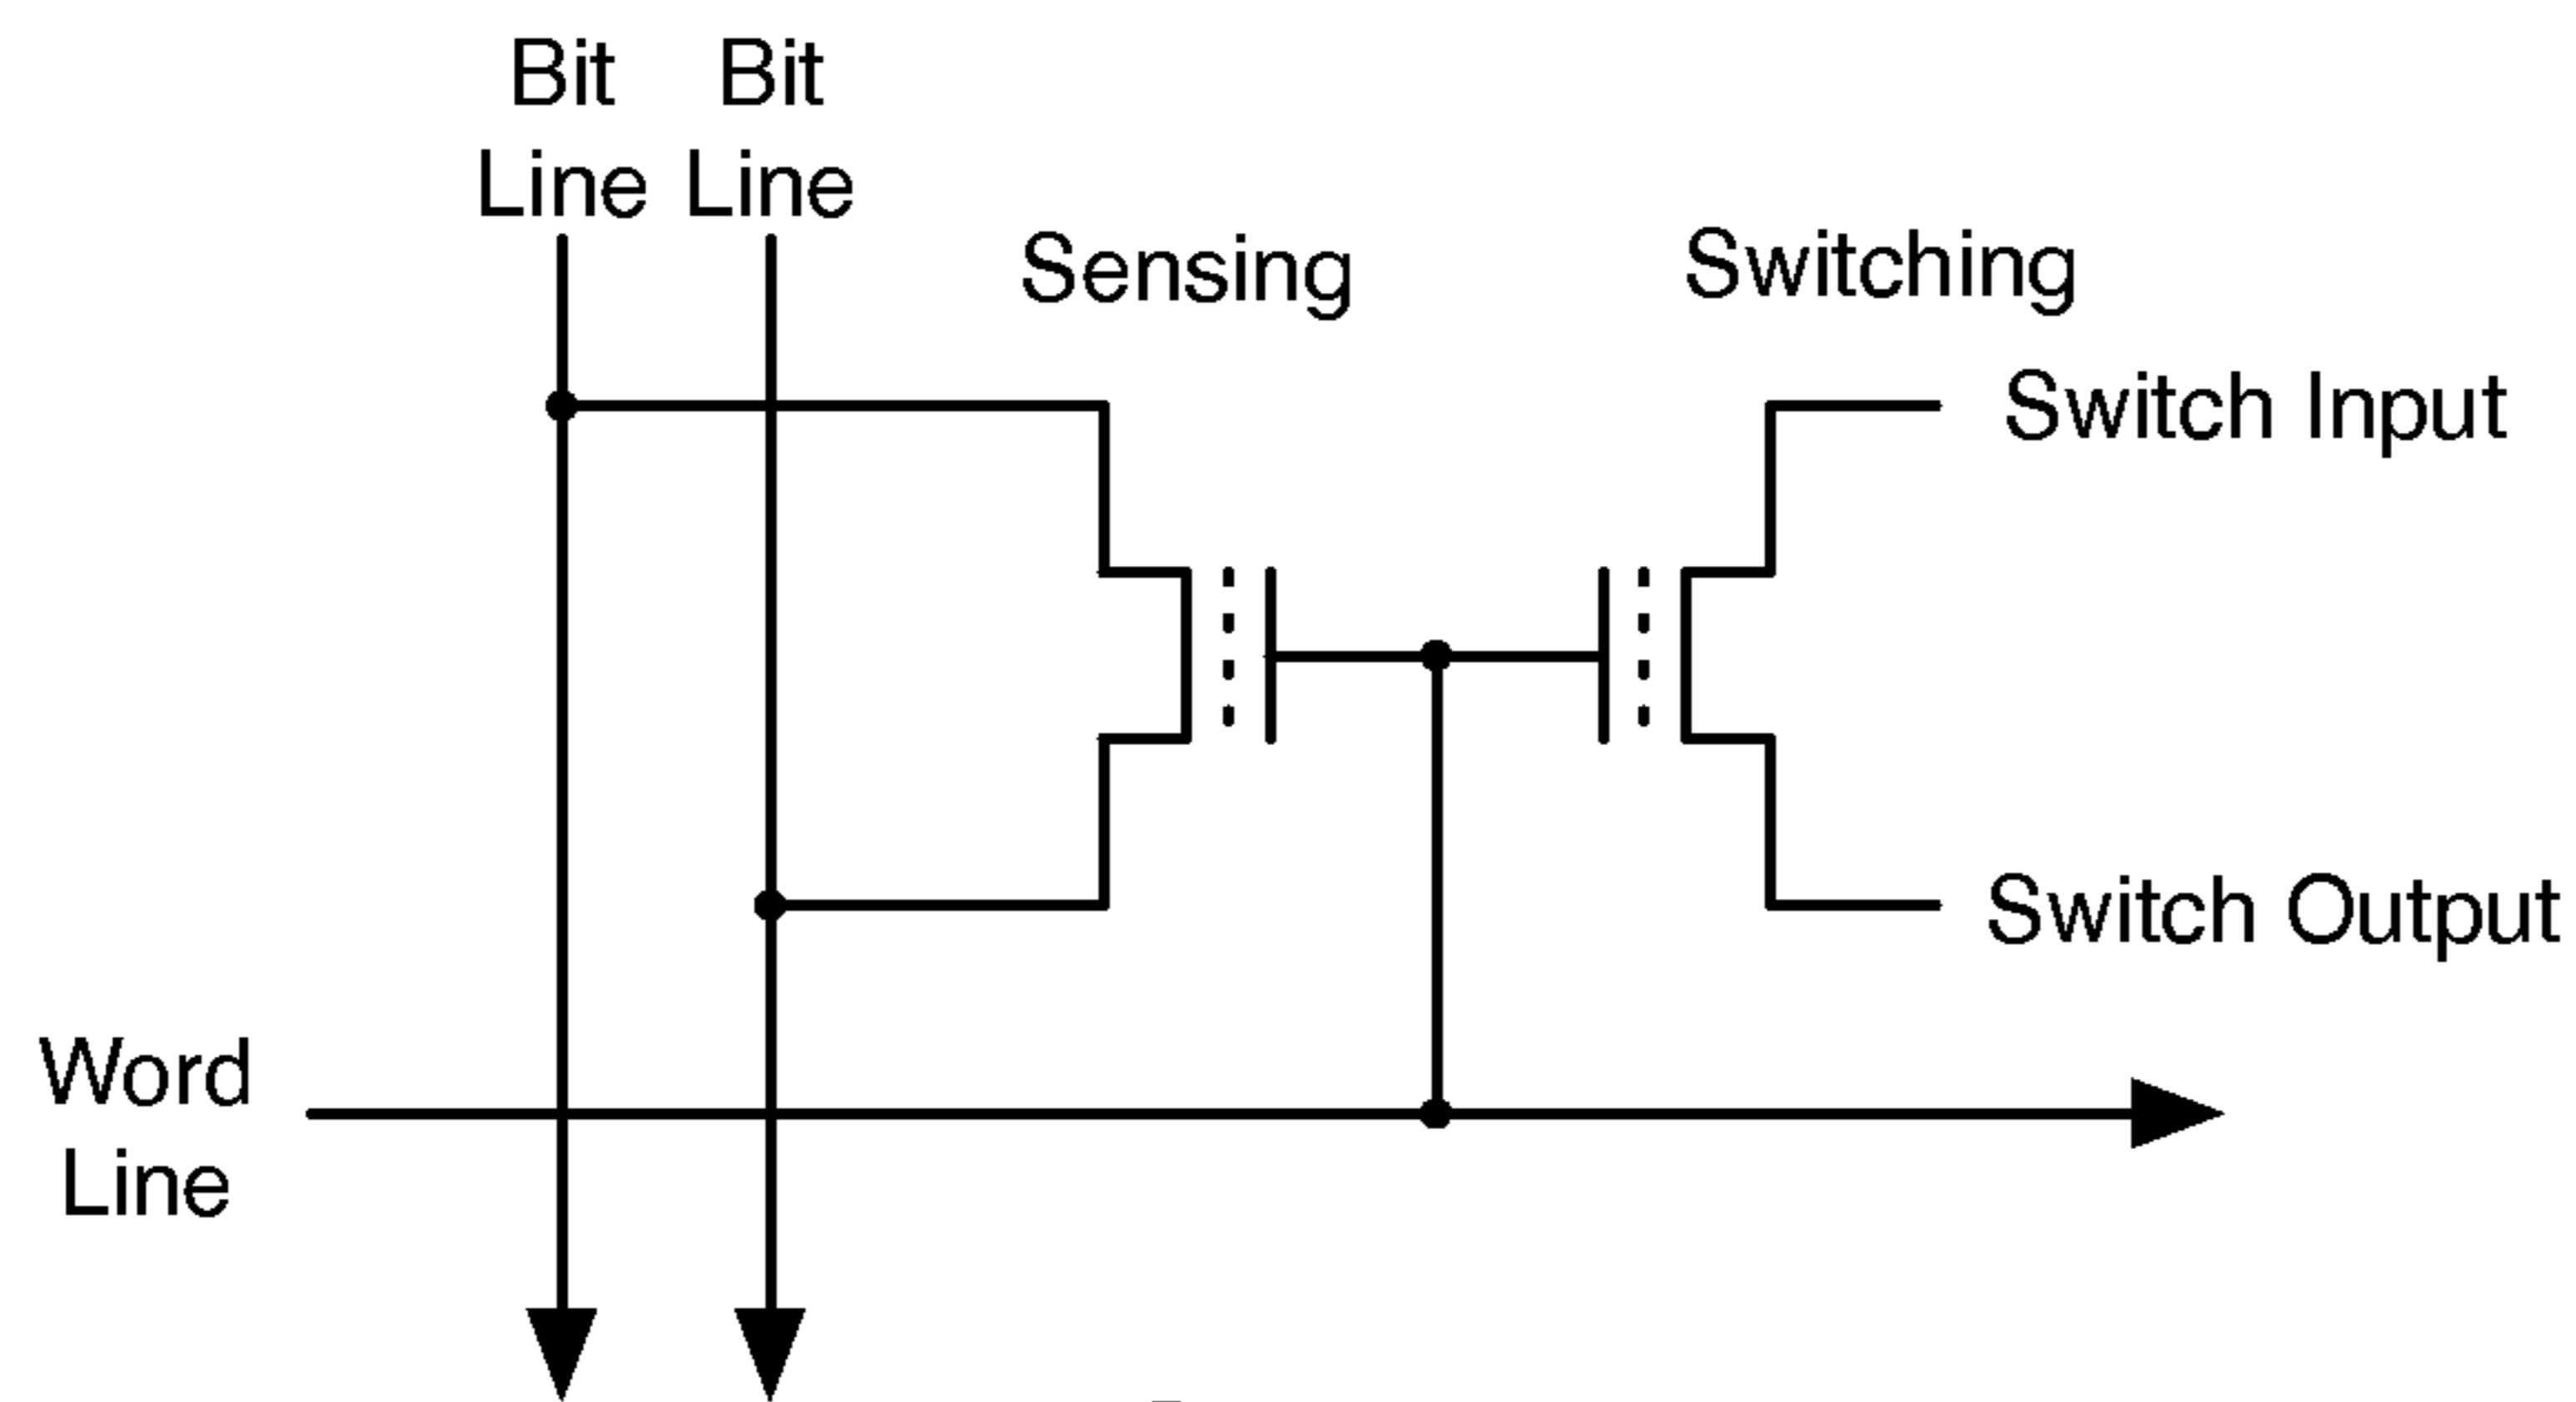 Bit
Line
Bit
Line
Sensing
Switching
Switch Input
Switch Output
Word
Line